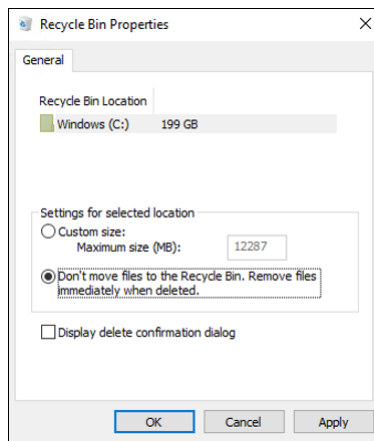 Recycle Bin Properties
General
Recycle Bin Location
Windows (C:) 199 GB
Settings for selected location
Custom size:
Maximum size (MB): 12287
Don't move files to the Recycle Bin. Remove files
immediately when deleted.
Display delete confirmation dialog
OK Cancel Apply